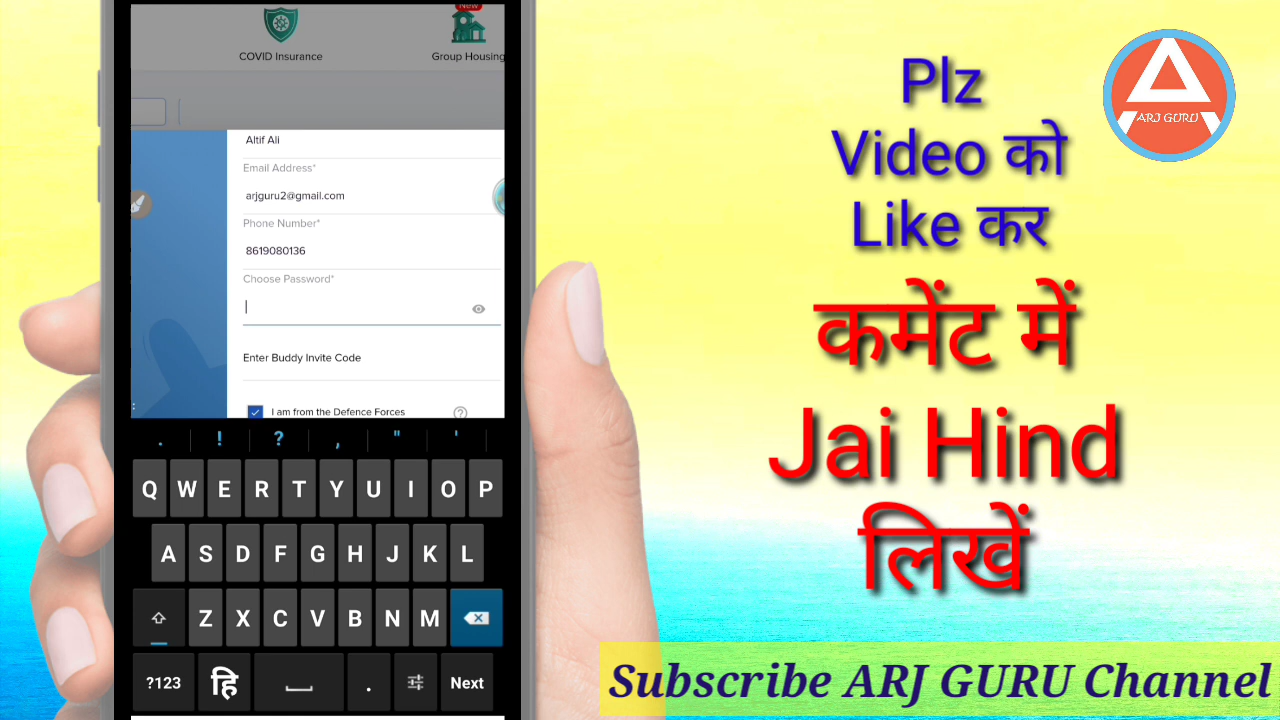 New
COVID Insurance
Group Housing
Altif Ali
Email Address*
arjguru2@gmail.com
Phone Number*
8619080136
Choose Password*
Enter Buddy Invite Code
I am from the Defence Forces
. ! ? , " '
Q W E R T Y U I O P
A S D F G H J K L
Z X C V B N M
?123 हि . Next
Plz
Video को
Like कर
कमेंट में
Jai Hind
लिखें
ARJ GURU
Subscribe ARJ GURU Channel